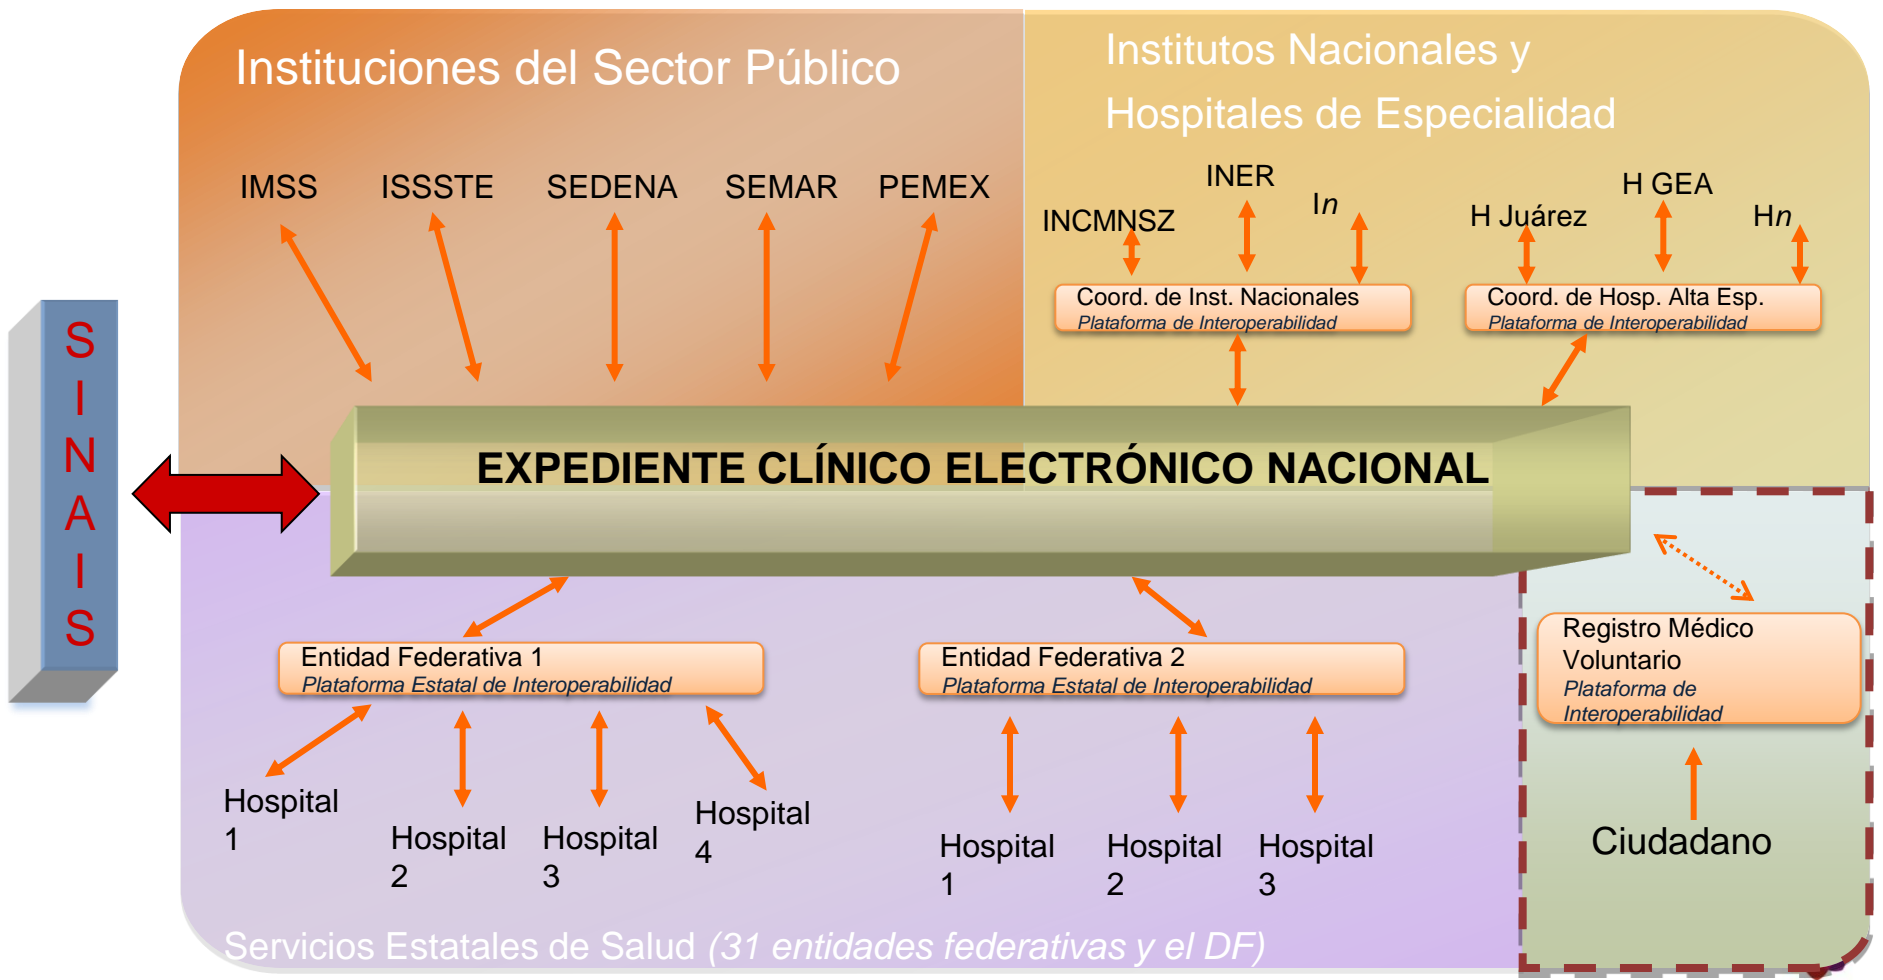 Instituciones del Sector Público
Institutos Nacionales y
Hospitales de Especialidad
IMSS
ISSSTE
SEDENA
SEMAR
PEMEX
INCMNSZ
INER
In
H Juárez
H GEA
Hn
Coord. de Inst. Nacionales
Plataforma de Interoperabilidad
Coord. de Hosp. Alta Esp.
Plataforma de Interoperabilidad
S
I
N
A
I
S
EXPEDIENTE CLÍNICO ELECTRÓNICO NACIONAL
Entidad Federativa 1
Plataforma Estatal de Interoperabilidad
Entidad Federativa 2
Plataforma Estatal de Interoperabilidad
Registro Médico
Voluntario
Plataforma de
Interoperabilidad
Hospital
1
Hospital
2
Hospital
3
Hospital
4
Hospital
1
Hospital
2
Hospital
3
Ciudadano
Servicios Estatales de Salud (31 entidades federativas y el DF)